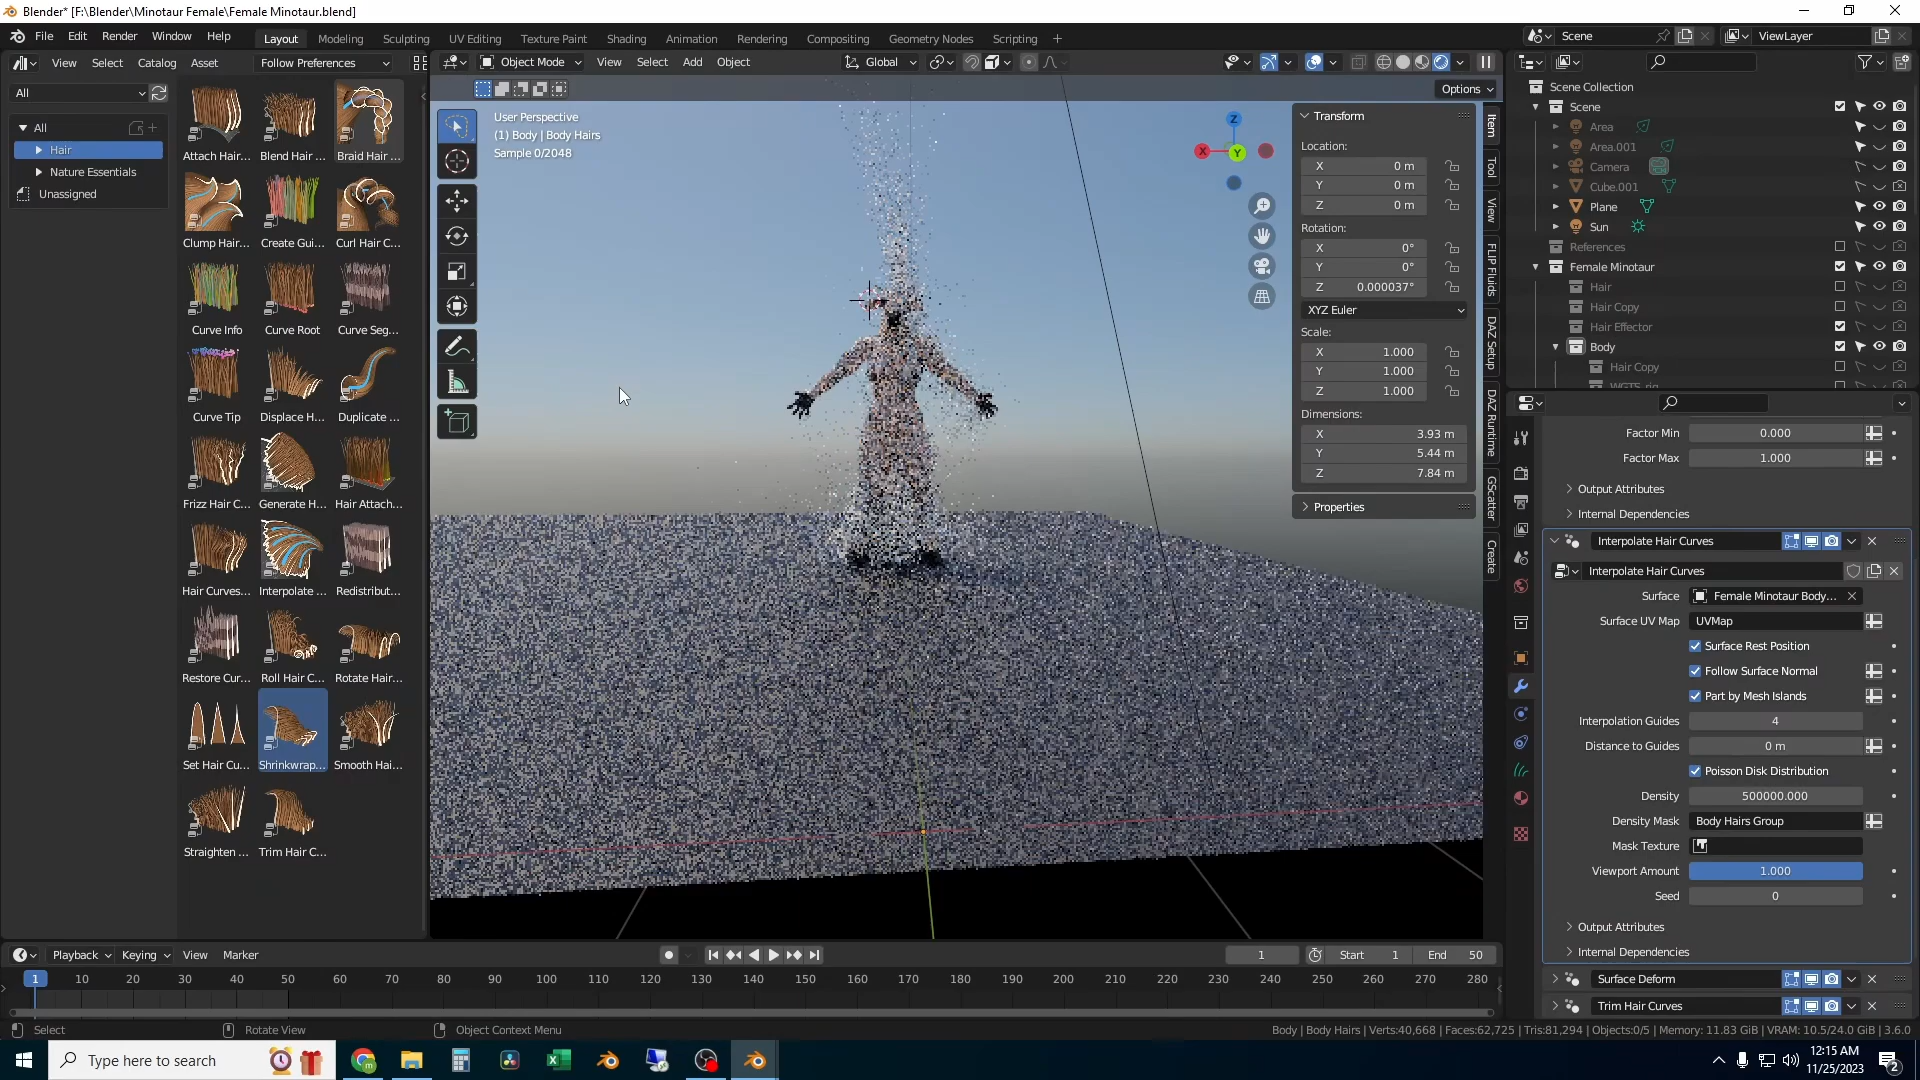 Blender* [F:\Blender\Minotaur Female\Female Minotaur.blend]
File Edit Render Window Help
Layout Modeling Sculpting UV Editing Texture Paint Shading Animation Rendering Compositing Geometry Nodes Scripting +
Scene
ViewLayer
View Select Catalog Asset
Follow Preferences
Object Mode View Select Add Object
Global
Options
All
All
Hair
Nature Essentials
Unassigned
Attach Hair... Blend Hair ... Braid Hair ...
Clump Hair... Create Gui... Curl Hair C...
Curve Info Curve Root Curve Seg...
Curve Tip Displace H... Duplicate ...
Frizz Hair C... Generate H... Hair Attach...
Hair Curves... Interpolate ... Redistribut...
Restore Cur... Roll Hair C... Rotate Hair...
Set Hair Cu... Shrinkwrap... Smooth Hai...
Straighten ... Trim Hair C...
User Perspective
(1) Body | Body Hairs
Sample 0/2048
Z
X
Y
Transform
Location:
X 0 m
Y 0 m
Z 0 m
Rotation:
X 0°
Y 0°
Z 0.000037°
XYZ Euler
Scale:
X 1.000
Y 1.000
Z 1.000
Dimensions:
X 3.93 m
Y 5.44 m
Z 7.84 m
Properties
Item
Tool
View
FLIP Fluids
DAZ Setup
DAZ Runtime
GScatter
Create
Scene Collection
Scene
Area
Area.001
Camera
Cube.001
Plane
Sun
References
Female Minotaur
Hair
Hair Copy
Hair Effector
Body
Hair Copy
WGTS_rig
Factor Min 0.000
Factor Max 1.000
Output Attributes
Internal Dependencies
Interpolate Hair Curves
Interpolate Hair Curves
Surface Female Minotaur Body...
Surface UV Map UVMap
Surface Rest Position
Follow Surface Normal
Part by Mesh Islands
Interpolation Guides 4
Distance to Guides 0 m
Poisson Disk Distribution
Density 500000.000
Density Mask Body Hairs Group
Mask Texture
Viewport Amount 1.000
Seed 0
Output Attributes
Internal Dependencies
Surface Deform
Trim Hair Curves
Playback Keying View Marker
1 Start 1 End 50
1 10 20 30 40 50 60 70 80 90 100 110 120 130 140 150 160 170 180 190 200 210 220 230 240 250 260 270 280
Select Rotate View Object Context Menu
Body | Body Hairs | Verts:40,668 | Faces:62,725 | Tris:81,294 | Objects:0/5 | Memory: 11.83 GiB | VRAM: 10.5/24.0 GiB | 3.6.0
Type here to search
12:15 AM
11/25/2023
2